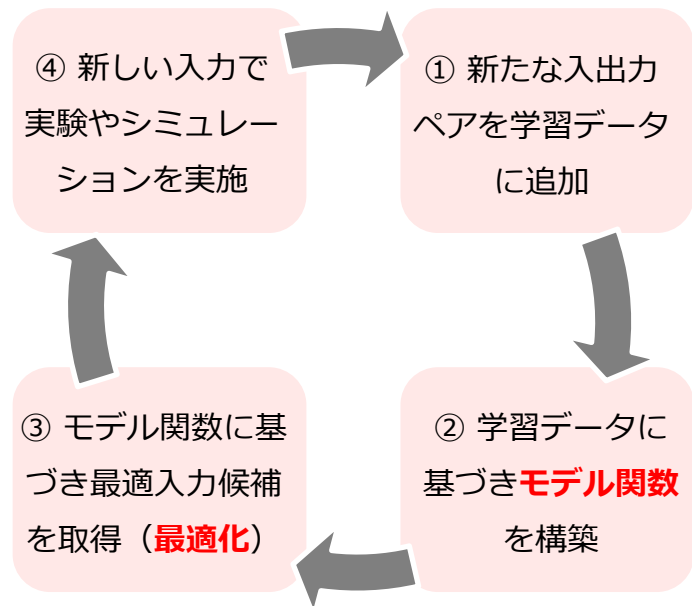 ① 新たな入出力
ペアを学習データ
に追加
② 学習データに
基づきモデル関数
を構築
③ モデル関数に基
づき最適入力候補
を取得（最適化）
④ 新しい入力で
実験やシミュレー
ションを実施